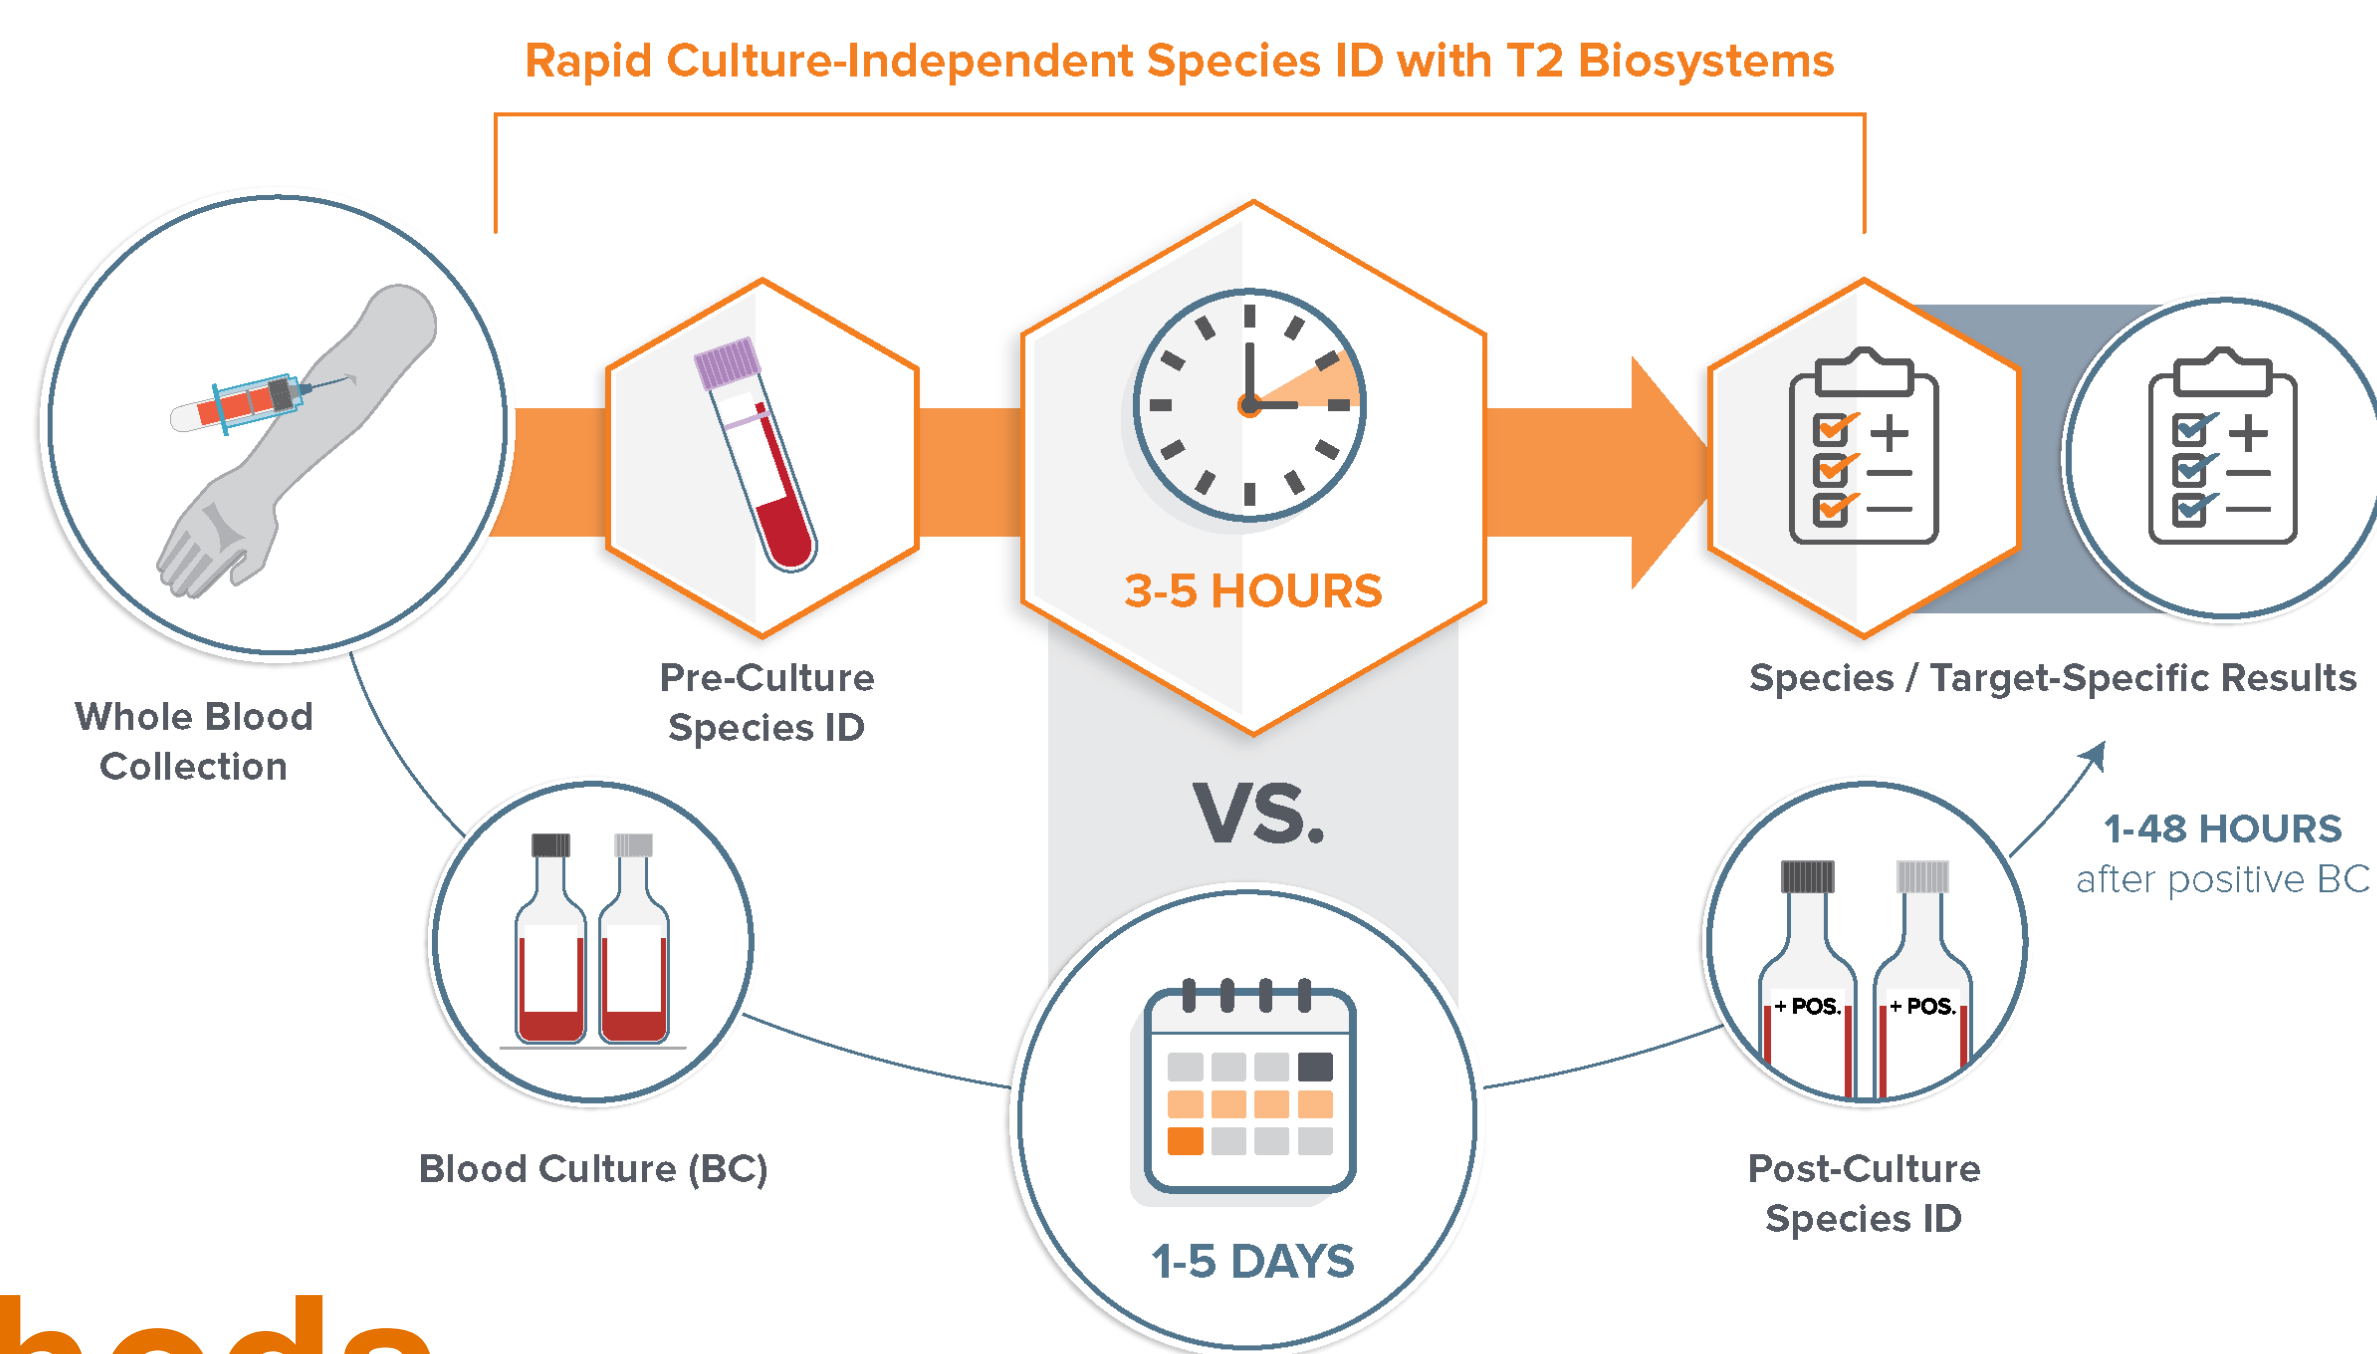 Rapid Culture-Independent Species ID with T2 Biosystems
3-5 HOURS
Pre-Culture
Species ID
Species / Target-Specific Results
Whole Blood
Collection
VS.
1-48 HOURS
after positive BC
+ POS.
+ POS.
Blood Culture (BC)
Post-Culture
Species ID
1-5 DAYS